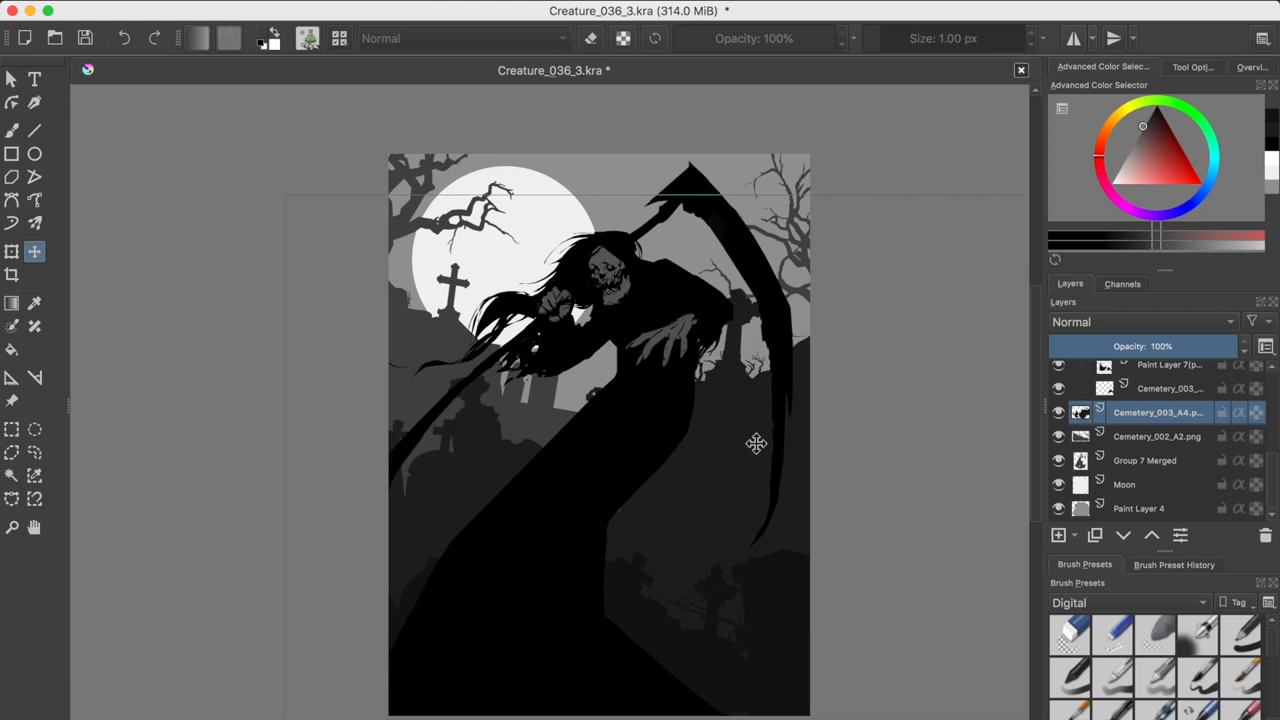 Creature_036_3.kra (314.0 MiB) *
Normal
Opacity: 100%
Size: 1.00 px
Creature_036_3.kra *
Advanced Color Selec...
Tool Opti...
Overvi...
Advanced Color Selector
Layers
Channels
Layers
Normal
Opacity: 100%
Paint Layer 7(p...
Cemetery_003_...
Cemetery_003_A4.p...
Cemetery_002_A2.png
Group 7 Merged
Moon
Paint Layer 4
Brush Presets
Brush Preset History
Brush Presets
Digital
Tag